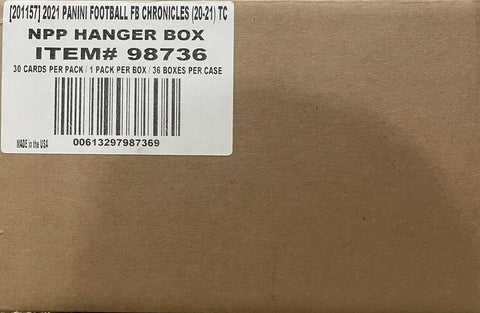 [201157] 2021 PANINI FOOTBALL FB CHRONICLES (20-21) TC
NPP HANGER BOX
ITEM# 98736
30 CARDS PER PACK / 1 PACK PER BOX / 36 BOXES PER CASE
MADE in the USA
00613297987369